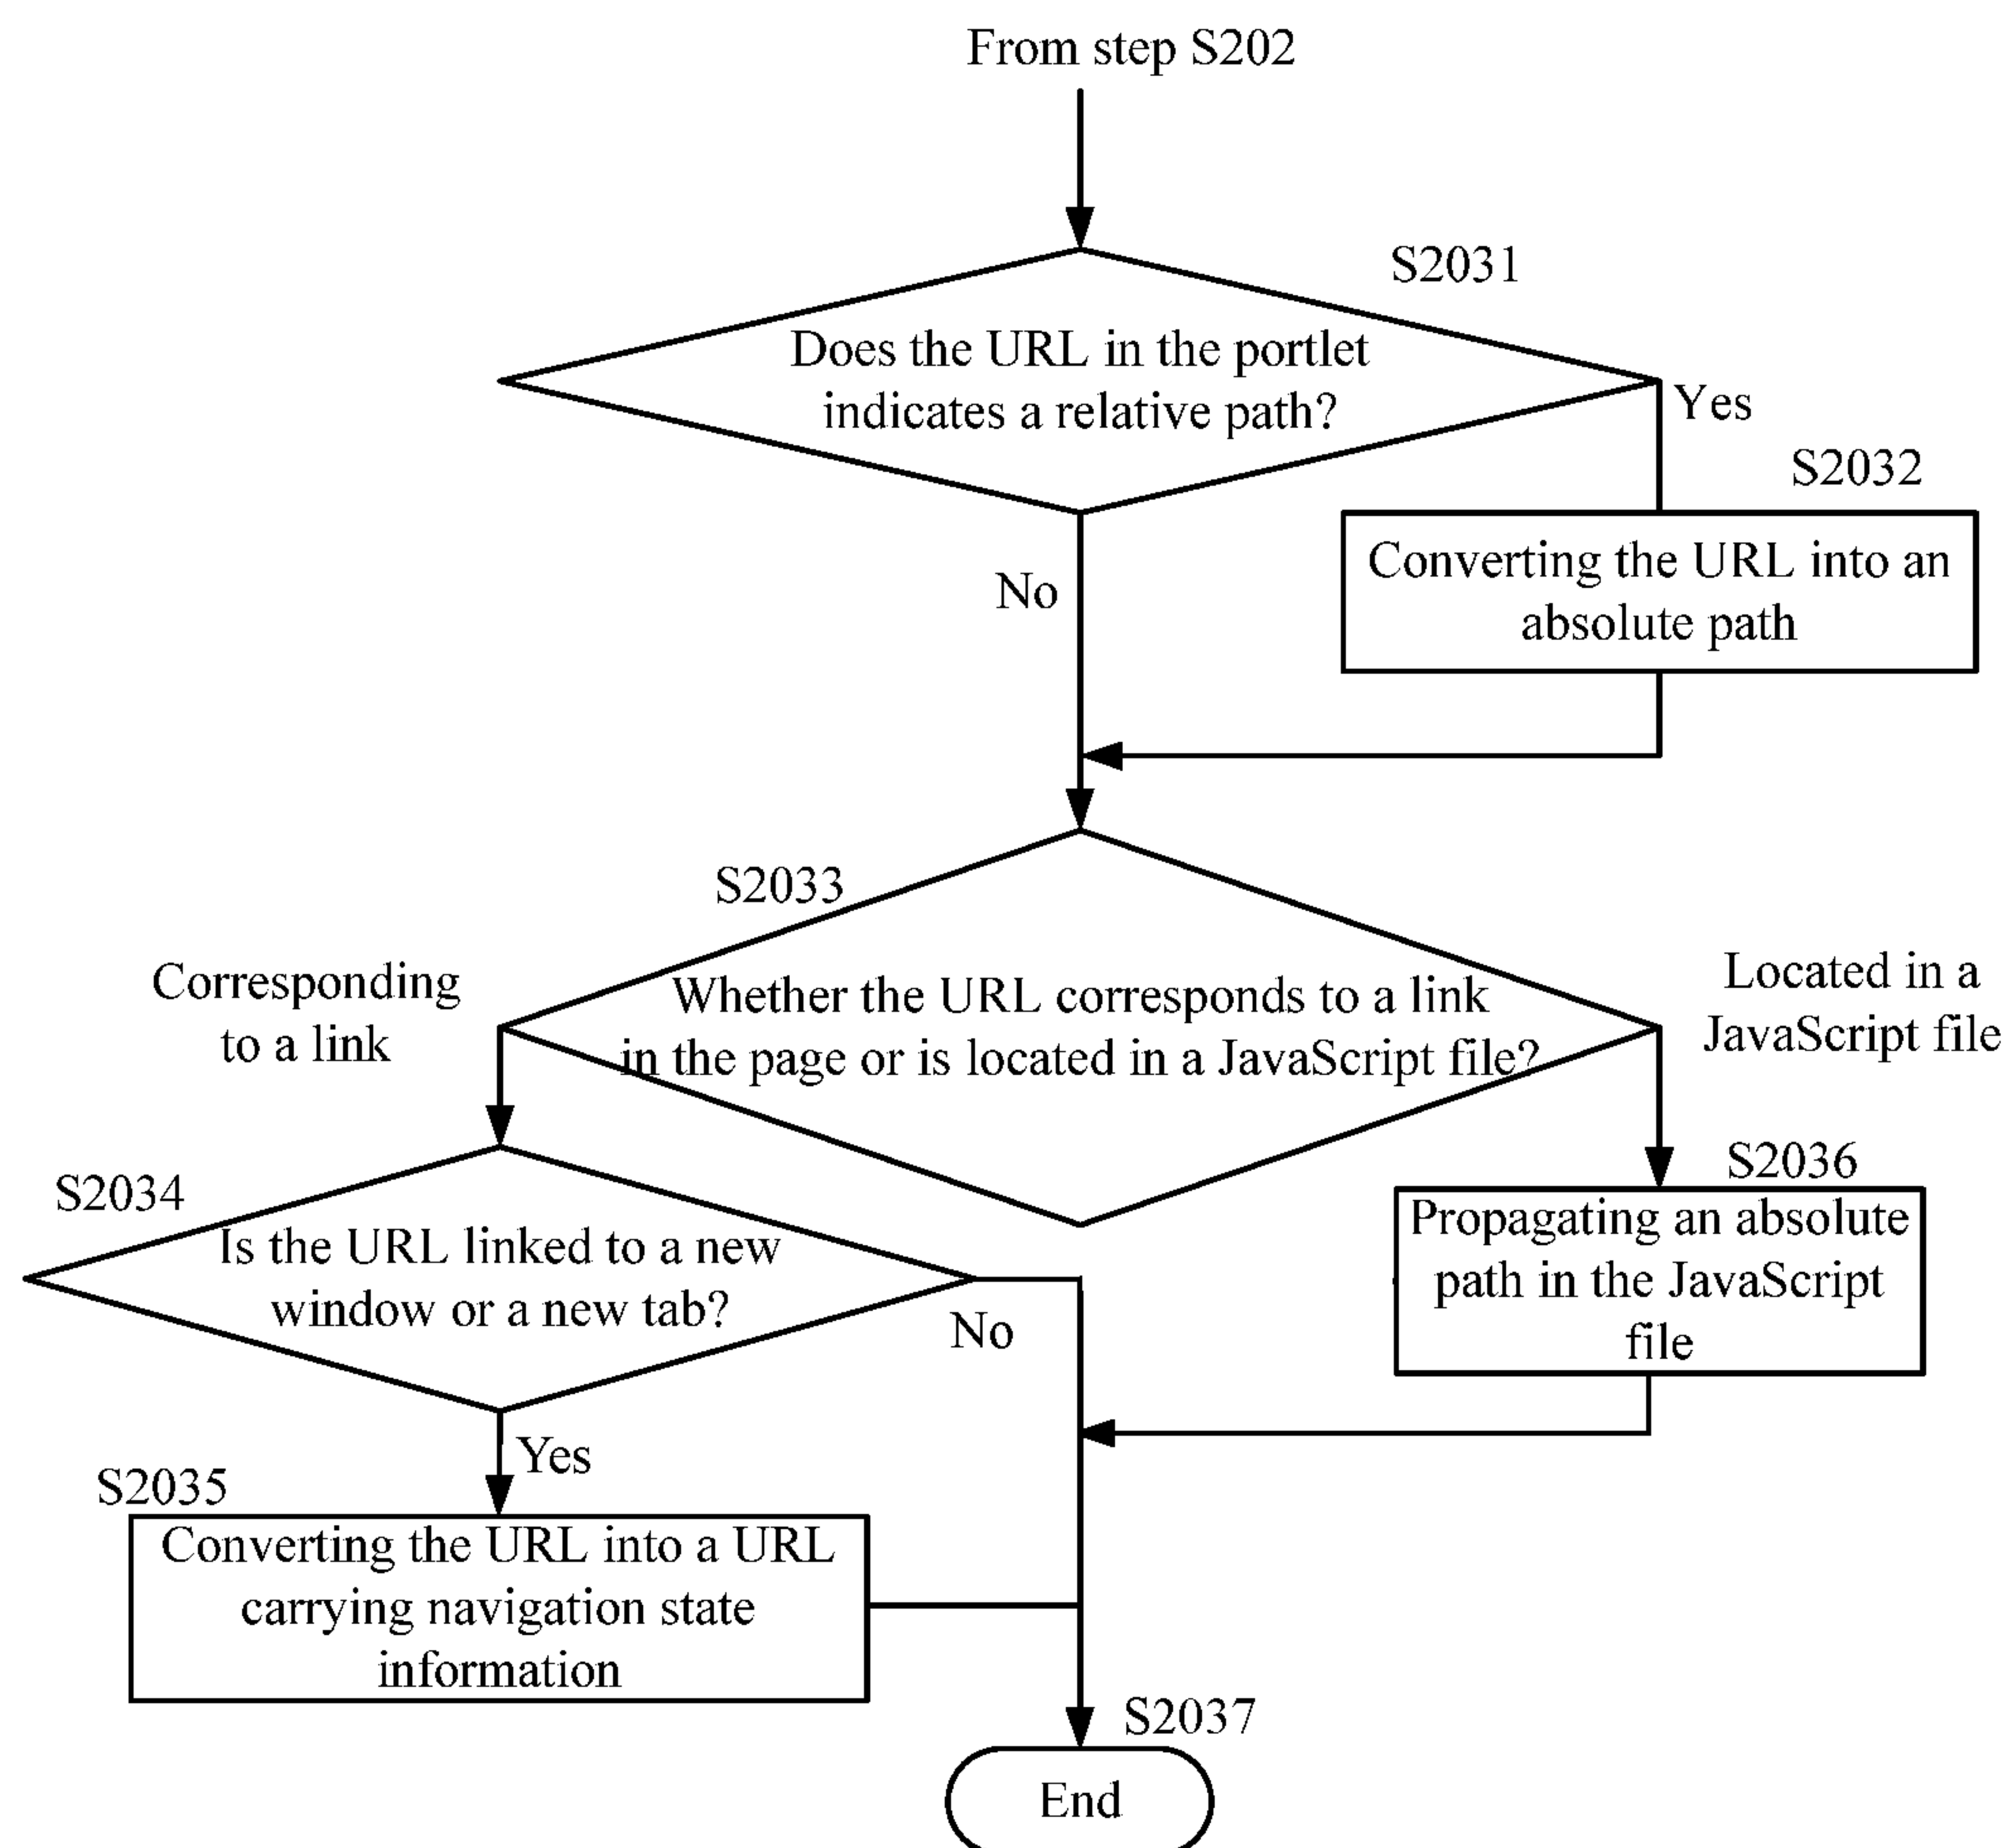 From step S202
S2031
Does the URL in the portlet
indicates a relative path?
Yes
S2032
Converting the URL into an
absolute path
No
S2033
Corresponding
to a link
Whether the URL corresponds to a link
in the page or is located in a JavaScript file?
Located in a
JavaScript file
S2034
Is the URL linked to a new
window or a new tab?
No
S2036
Propagating an absolute
path in the JavaScript
file
Yes
S2035
Converting the URL into a URL
carrying navigation state
information
S2037
End